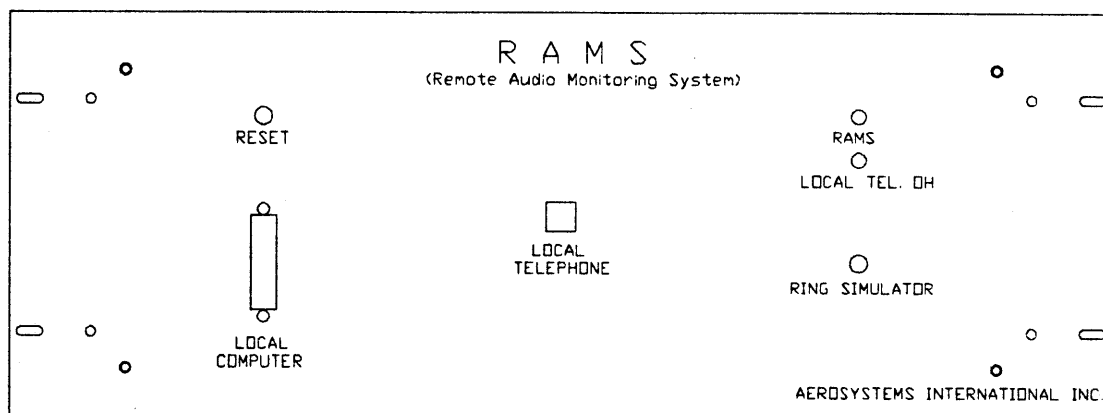 R A M S
(Remote Audio Monitoring System)
RESET
RAMS
LOCAL TEL. OH
LOCAL
TELEPHONE
RING SIMULATOR
LOCAL
COMPUTER
AEROSYSTEMS INTERNATIONAL INC.